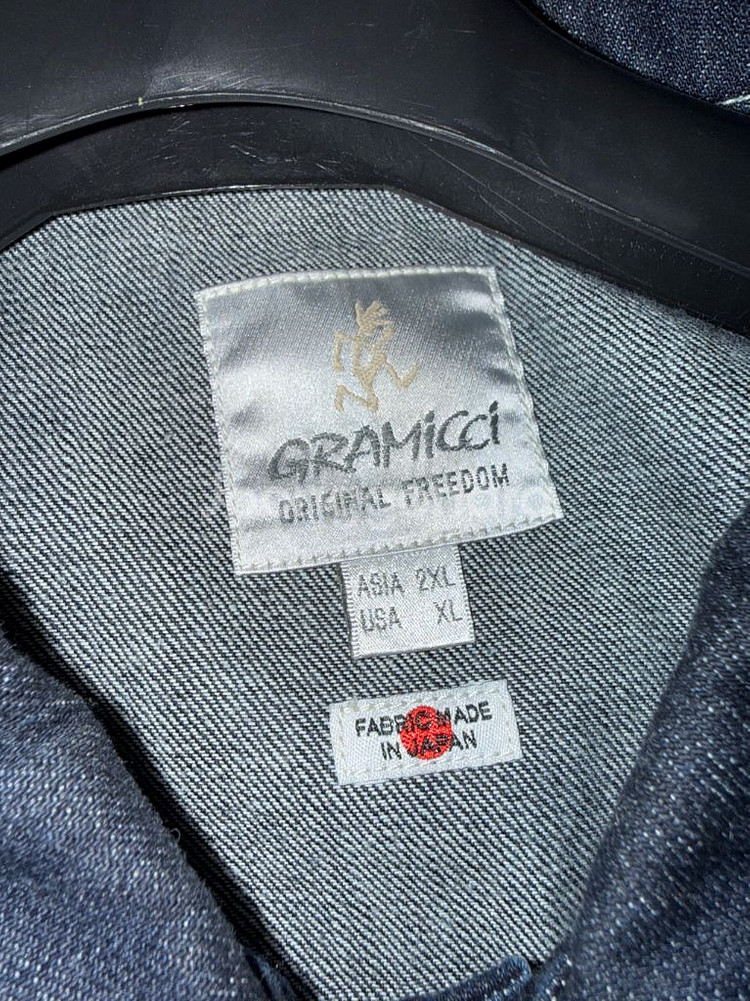 GRAMiCCi
ORIGINAL FREEDOM
ASIA 2XL
USA XL
FABRIC MADE
IN JAPAN